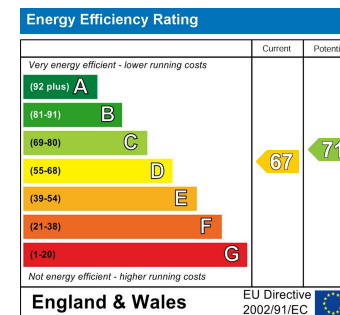 Energy Efficiency Rating
Current Potenti
Very energy efficient - lower running costs
(92 plus) A
(81-91) B
(69-80) C
(55-68) D
(39-54) E
(21-38) F
(1-20) G
67
71
Not energy efficient - higher running costs
England & Wales
EU Directive
2002/91/EC